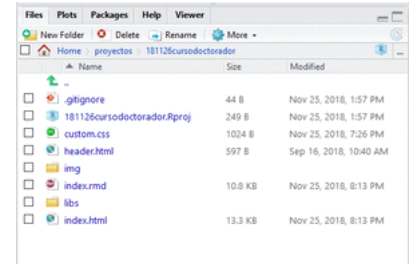 Files Plots Packages Help Viewer
New Folder Delete Rename More
Home proyectos 181126cursodoctorador ...
Name Size Modified
..
.gitignore 44 B Nov 25, 2018, 1:57 PM
181126cursodoctorador.Rproj 249 B Nov 25, 2018, 1:57 PM
custom.css 1024 B Nov 25, 2018, 7:26 PM
header.html 597 B Sep 16, 2018, 10:40 AM
img
index.rmd 10.8 KB Nov 25, 2018, 8:13 PM
libs
index.html 13.3 KB Nov 25, 2018, 8:13 PM